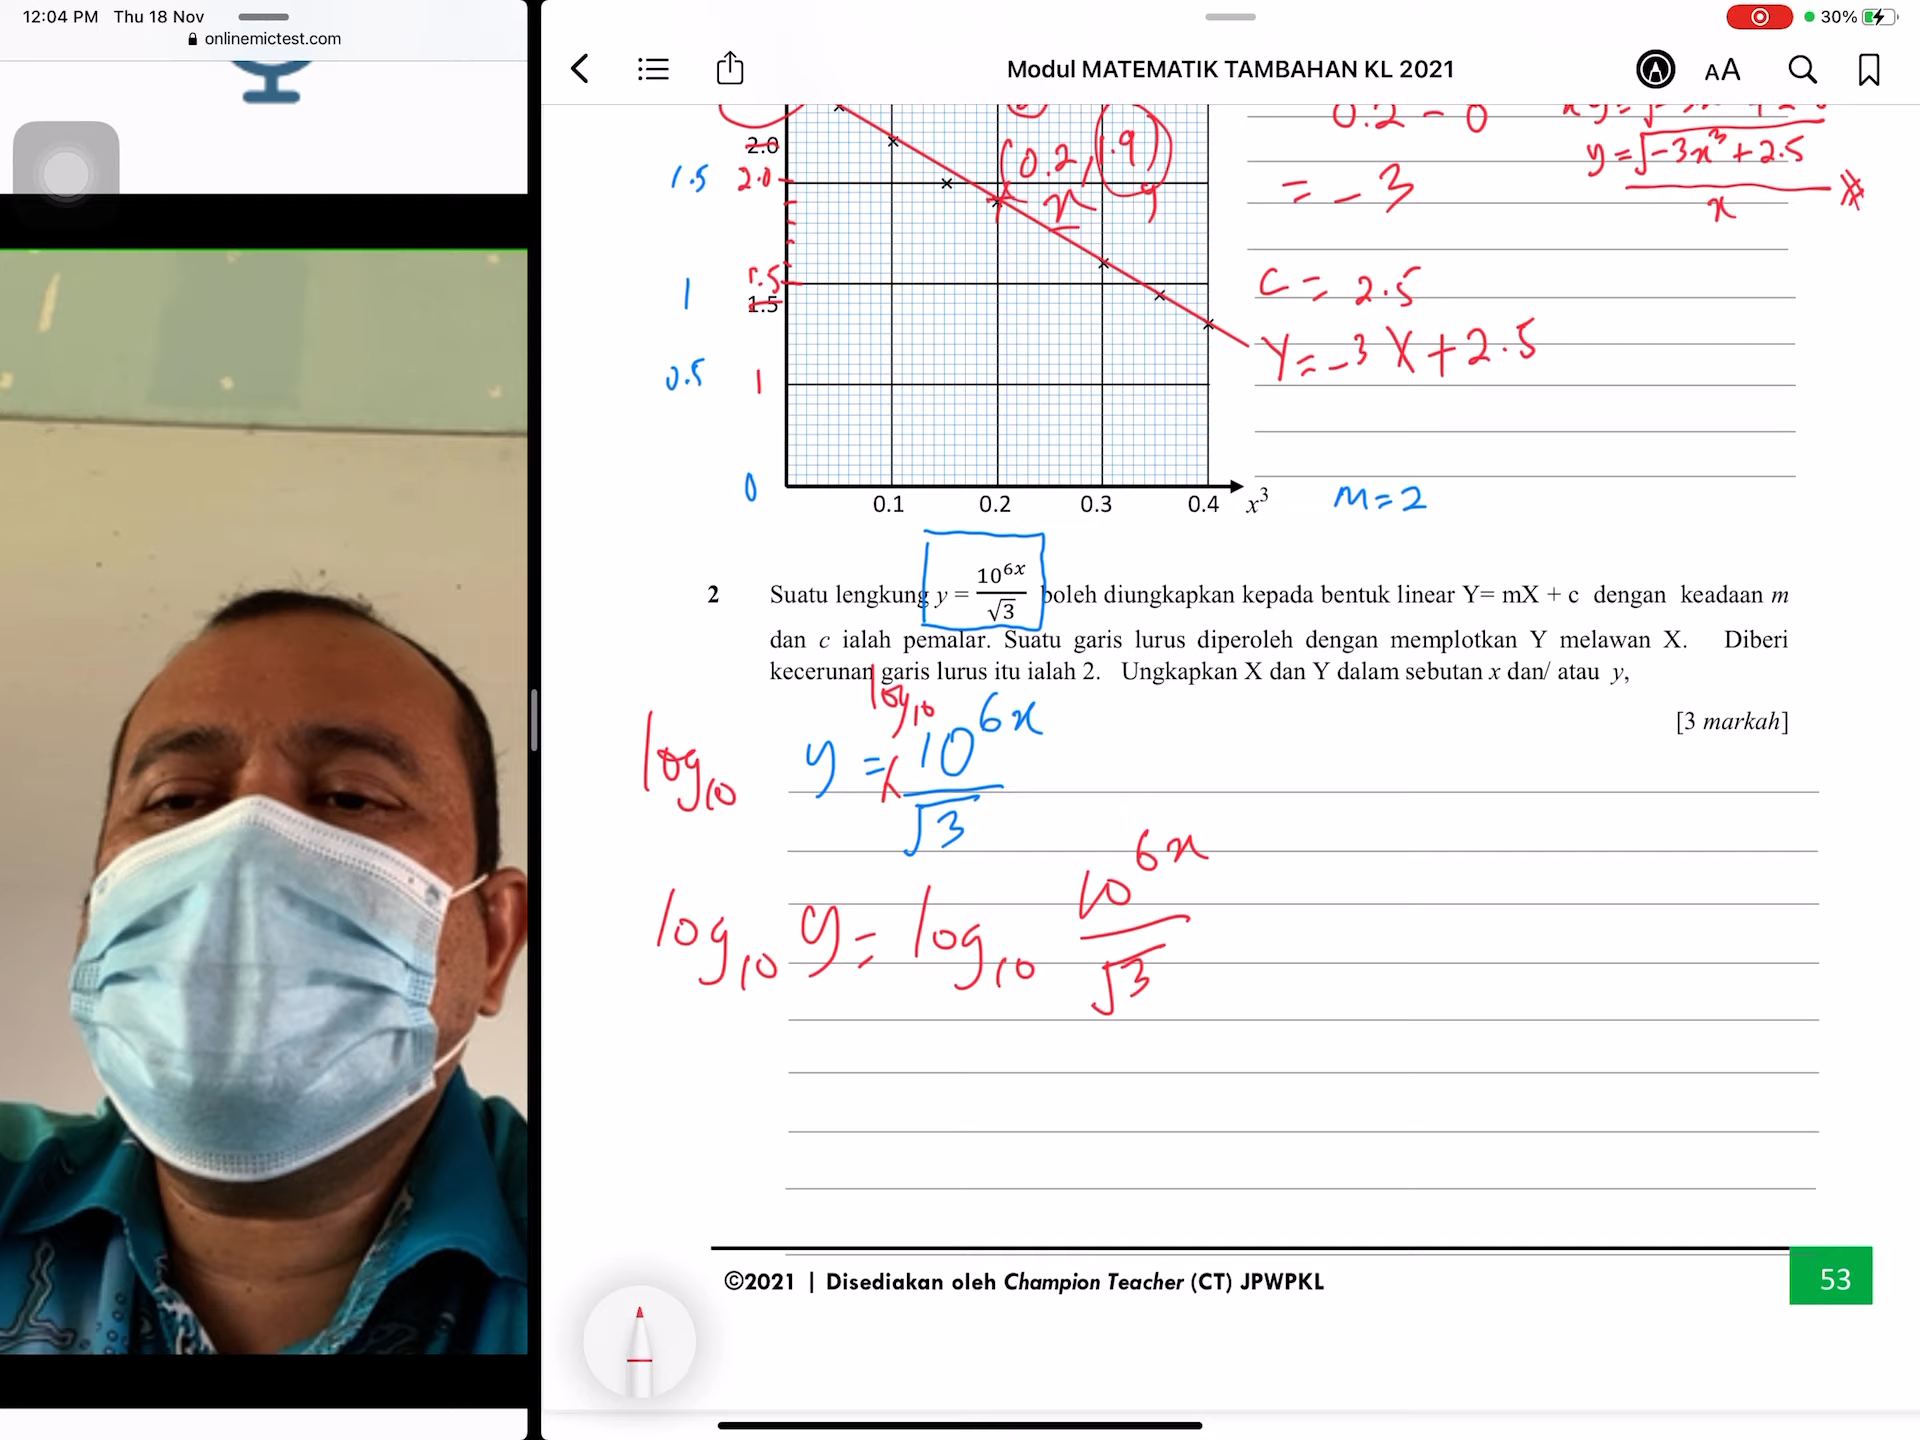 12:04 PM Thu 18 Nov
onlinemictest.com
30%
Modul MATEMATIK TAMBAHAN KL 2021
AA
2.0
1.5 2.0
(0.2, 1.9)
x y
1 1.5
1.5
0.5 1
0
0.1 0.2 0.3 0.4 x³
0.2 - 0
= -3
y = √-3x³ + 2.5
x
C = 2.5
Y = -3X + 2.5
m = 2
2 Suatu lengkung y = 10^6x / √3 boleh diungkapkan kepada bentuk linear Y= mX + c dengan keadaan m
dan c ialah pemalar. Suatu garis lurus diperoleh dengan memplotkan Y melawan X. Diberi
kecerunan garis lurus itu ialah 2. Ungkapkan X dan Y dalam sebutan x dan/ atau y,
[3 markah]
log10 y = log10 10^6x / √3
log10 y = log10 10^6x / √3
©2021 | Disediakan oleh Champion Teacher (CT) JPWPKL
53